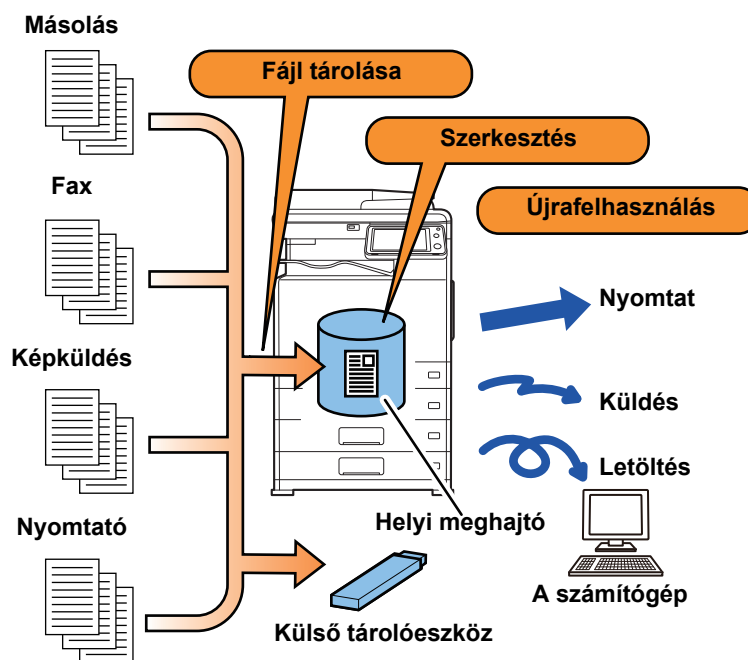 Másolás
Fájl tárolása
Szerkesztés
Fax
Újrafelhasználás
Nyomtat
Képküldés
Küldés
Letöltés
Nyomtató
Helyi meghajtó
A számítógép
Külső tárolóeszköz